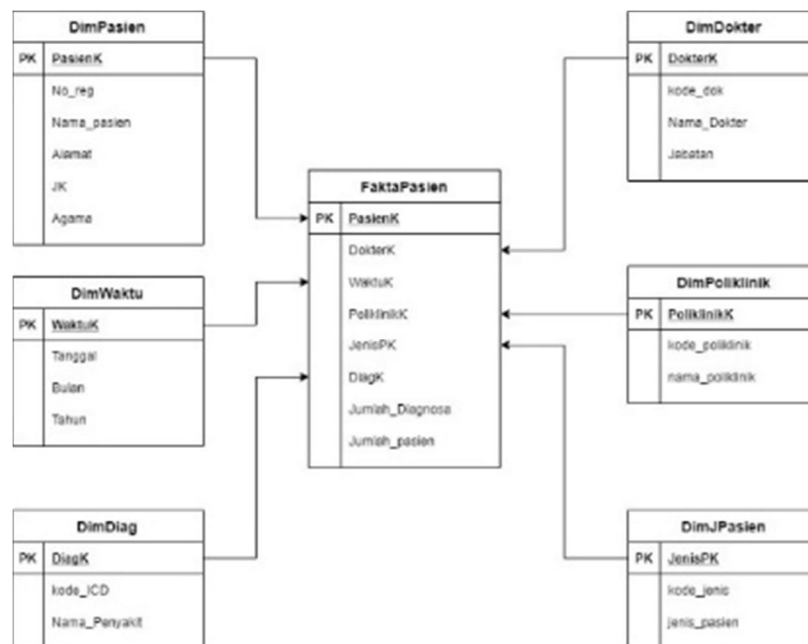 DimPasien
PK PasienK
No_reg
Nama_pasien
Alamat
JK
Agama
DimWaktu
PK WaktuK
Tanggal
Bulan
Tahun
DimDiag
PK DiagK
kode_ICD
Nama_Penyakit
FaktaPasien
PK PasienK
DokterK
WaktuK
PoliklinikK
JenisPK
DiagK
Jumlah_Diagnosa
Jumlah_pasien
DimDokter
PK DokterK
kode_dok
Nama_Dokter
Jabatan
DimPoliklinik
PK PoliklinikK
kode_poliklinik
nama_poliklinik
DimJPasien
PK JenisPK
kode_jenis
jenis_pasien